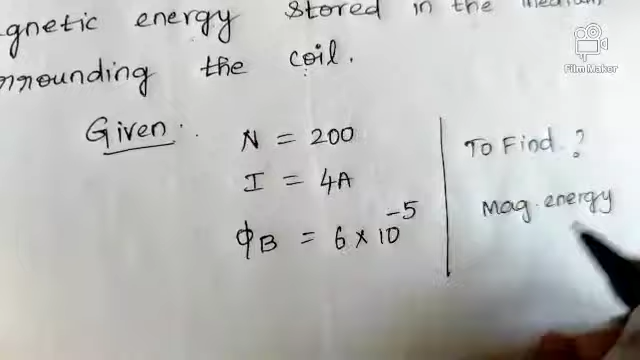 gnetic energy stored in the medium
rrounding the coil.
Given :
N = 200
I = 4A
ϕB = 6 × 10⁻⁵
To Find ?
Mag. energy
Film Maker